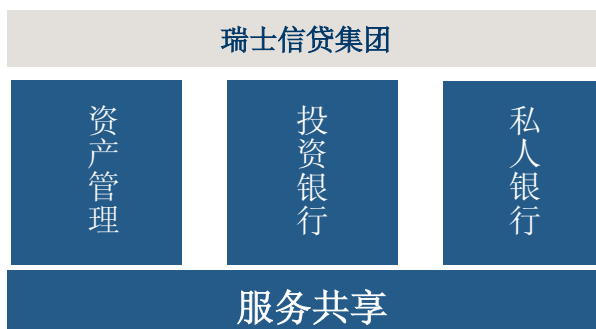 瑞士信贷集团
资产管理
投资银行
私人银行
服务共享